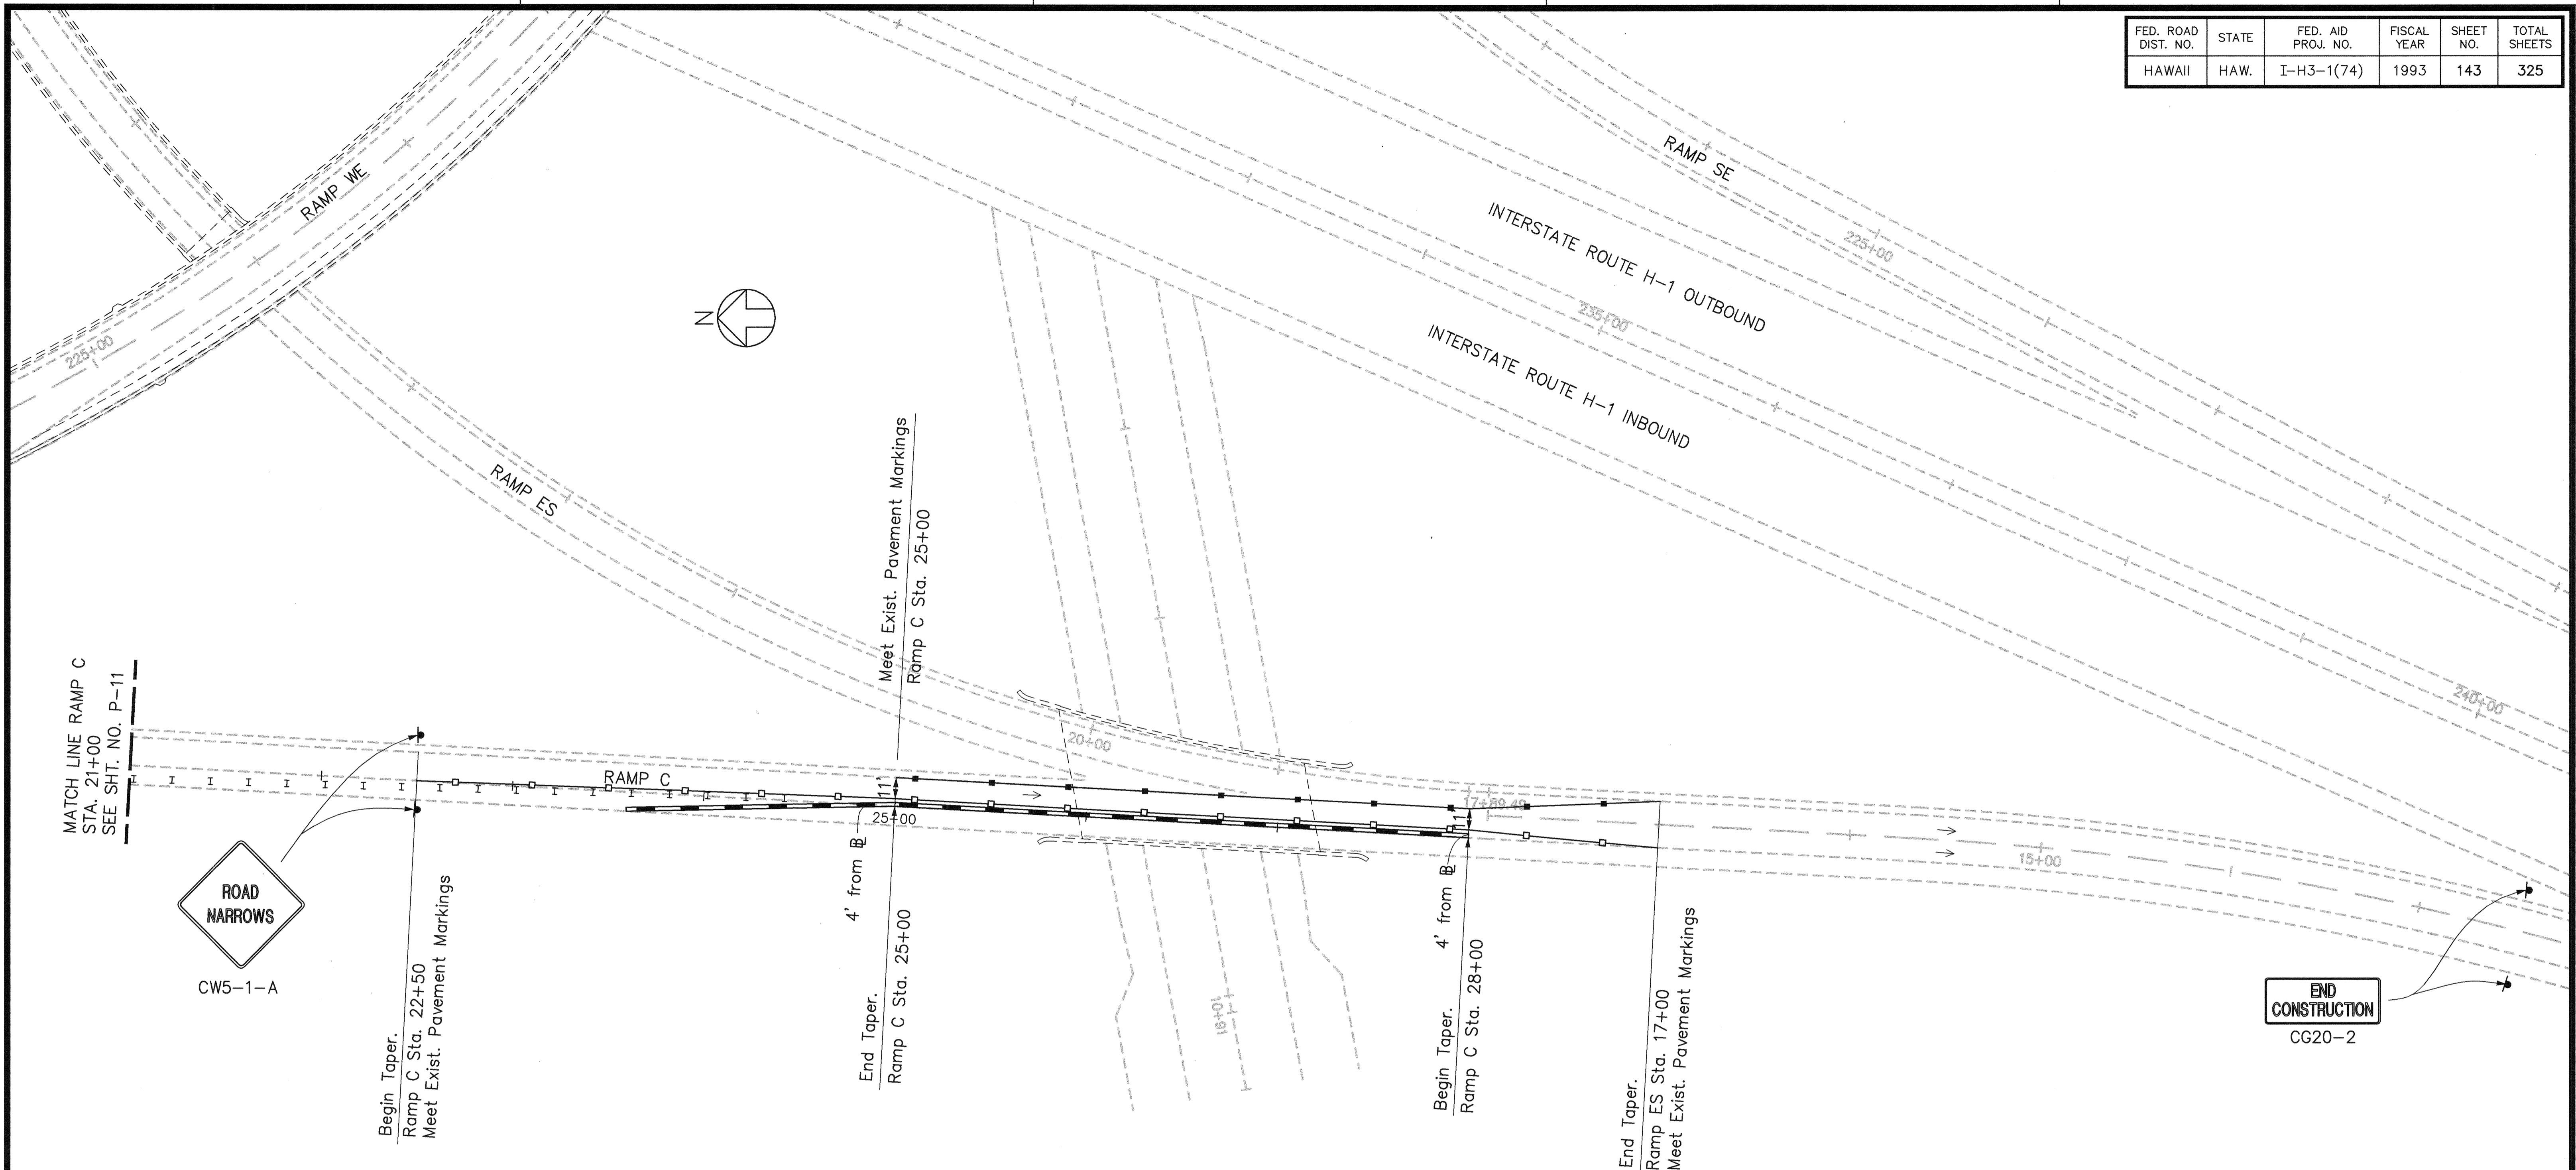 FED. ROAD DIST. NO.
STATE
FED. AID PROJ. NO.
FISCAL YEAR
SHEET NO.
TOTAL SHEETS
HAWAII
HAW.
I-H3-1(74)
1993
143
325
RAMP WE
225+00
RAMP SE
225+00
INTERSTATE ROUTE H-1 OUTBOUND
235+00
INTERSTATE ROUTE H-1 INBOUND
240+00
N
RAMP ES
Meet Exist. Pavement Markings
Ramp C Sta. 25+00
MATCH LINE RAMP C
STA. 21+00
SEE SHT. NO. P-11
RAMP C
11'
25+00
20+00
17+89.49
11'
15+00
ROAD
NARROWS
CW5-1-A
Begin Taper.
Ramp C Sta. 22+50
Meet Exist. Pavement Markings
4' from B
End Taper.
Ramp C Sta. 25+00
101+91
4' from B
Begin Taper.
Ramp C Sta. 28+00
End Taper.
Ramp ES Sta. 17+00
Meet Exist. Pavement Markings
END
CONSTRUCTION
CG20-2